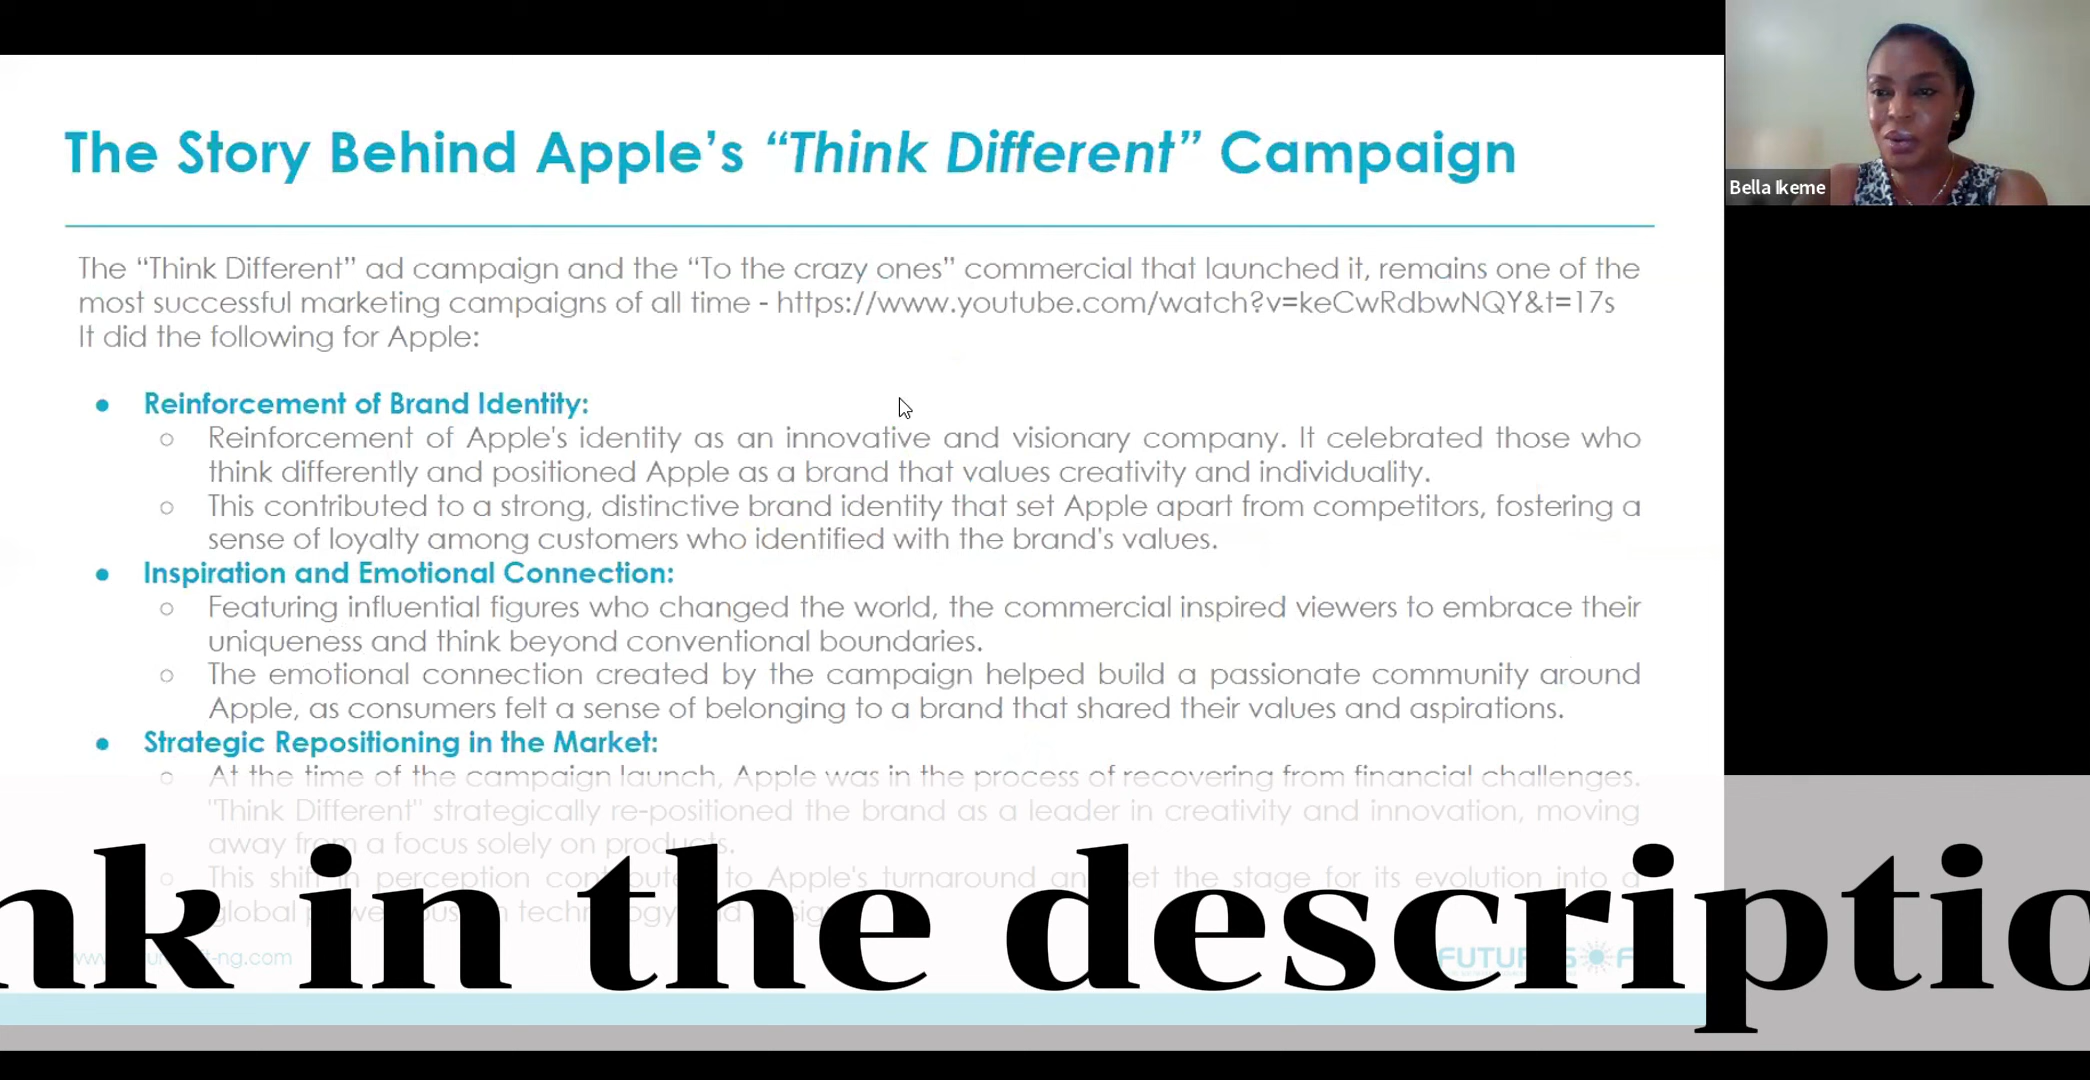 The Story Behind Apple’s “Think Different” Campaign
Bella Ikeme
The “Think Different” ad campaign and the “To the crazy ones” commercial that launched it, remains one of the
most successful marketing campaigns of all time - https://www.youtube.com/watch?v=keCwRdbwNQY&t=17s
It did the following for Apple:
● Reinforcement of Brand Identity:
○ Reinforcement of Apple's identity as an innovative and visionary company. It celebrated those who
think differently and positioned Apple as a brand that values creativity and individuality.
○ This contributed to a strong, distinctive brand identity that set Apple apart from competitors, fostering a
sense of loyalty among customers who identified with the brand's values.
● Inspiration and Emotional Connection:
○ Featuring influential figures who changed the world, the commercial inspired viewers to embrace their
uniqueness and think beyond conventional boundaries.
○ The emotional connection created by the campaign helped build a passionate community around
Apple, as consumers felt a sense of belonging to a brand that shared their values and aspirations.
● Strategic Repositioning in the Market:
○ At the time of the campaign launch, Apple was in the process of recovering from financial challenges.
"Think Different" strategically re-positioned the brand as a leader in creativity and innovation, moving
away from a focus solely on products.
○ This shift in perception to Apple's turnaround set the stage for its evolution into a
global
nk in the descriptio